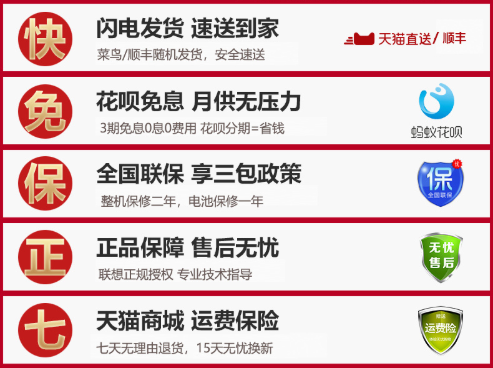 快
闪电发货 速送到家
菜鸟/顺丰随机发货，安全速送
天猫直送/ 顺丰
免
花呗免息 月供无压力
3期免息0息0费用 花呗分期=省钱
蚂蚁花呗
保
全国联保 享三包政策
整机保修二年，电池保修一年
优
保
全国联保
正
正品保障 售后无忧
联想正规授权 专业技术指导
无忧
售后
七
天猫商城 运费保险
七天无理由退货，15天无忧换新
运费险